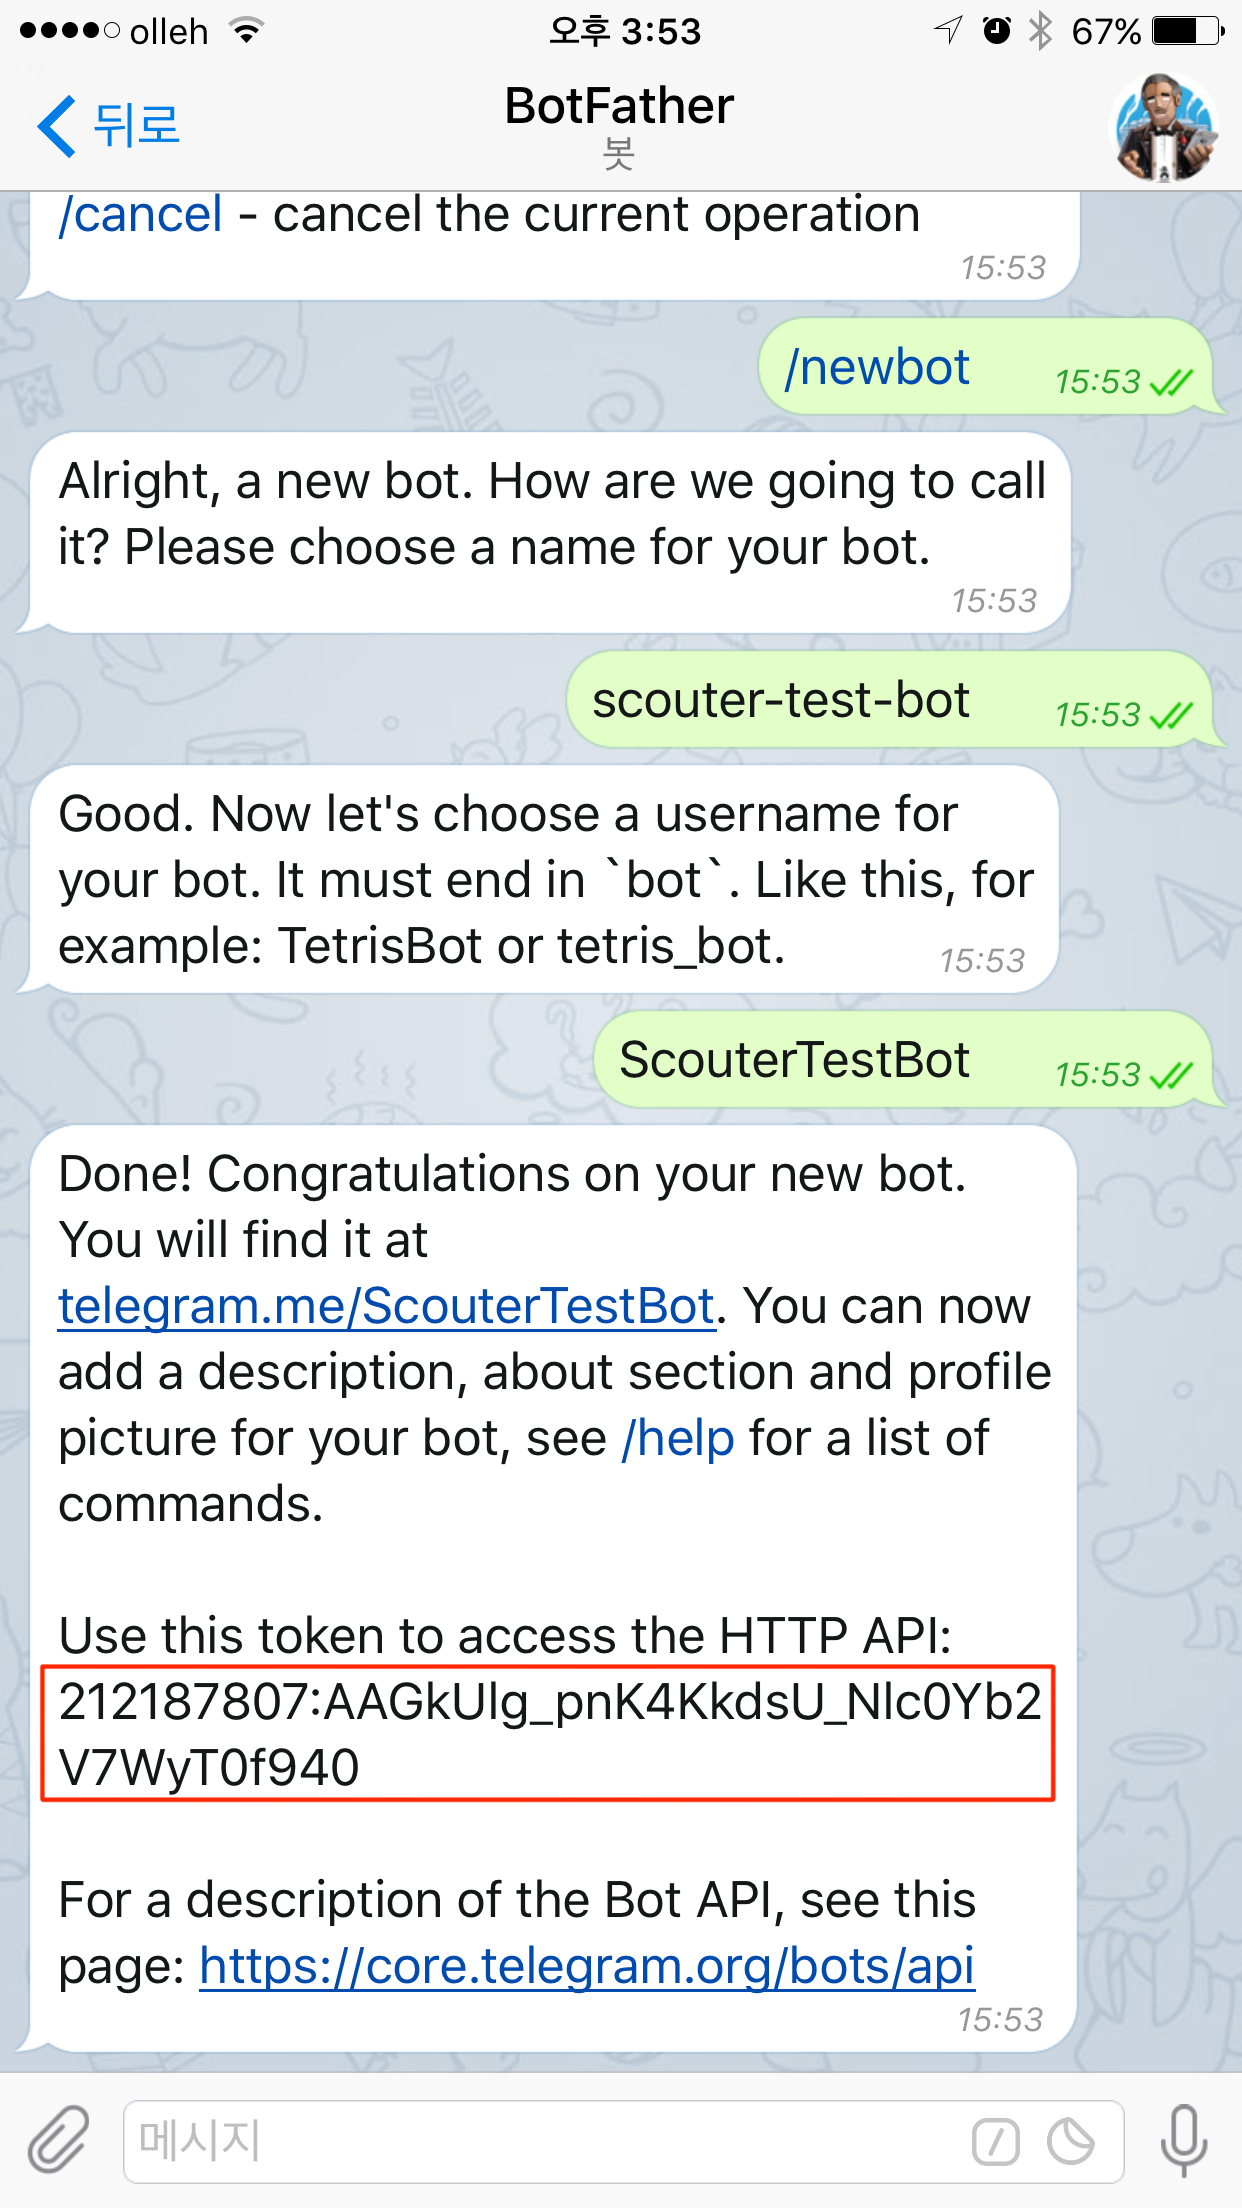 olleh 오후 3:53 67%
뒤로 BotFather
봇
/cancel - cancel the current operation
15:53
/newbot 15:53
Alright, a new bot. How are we going to call
it? Please choose a name for your bot.
15:53
scouter-test-bot 15:53
Good. Now let's choose a username for
your bot. It must end in `bot`. Like this, for
example: TetrisBot or tetris_bot. 15:53
ScouterTestBot 15:53
Done! Congratulations on your new bot.
You will find it at
telegram.me/ScouterTestBot. You can now
add a description, about section and profile
picture for your bot, see /help for a list of
commands.
Use this token to access the HTTP API:
212187807:AAGkUlg_pnK4KkdsU_Nlc0Yb2
V7WyT0f940
For a description of the Bot API, see this
page: https://core.telegram.org/bots/api
15:53
메시지